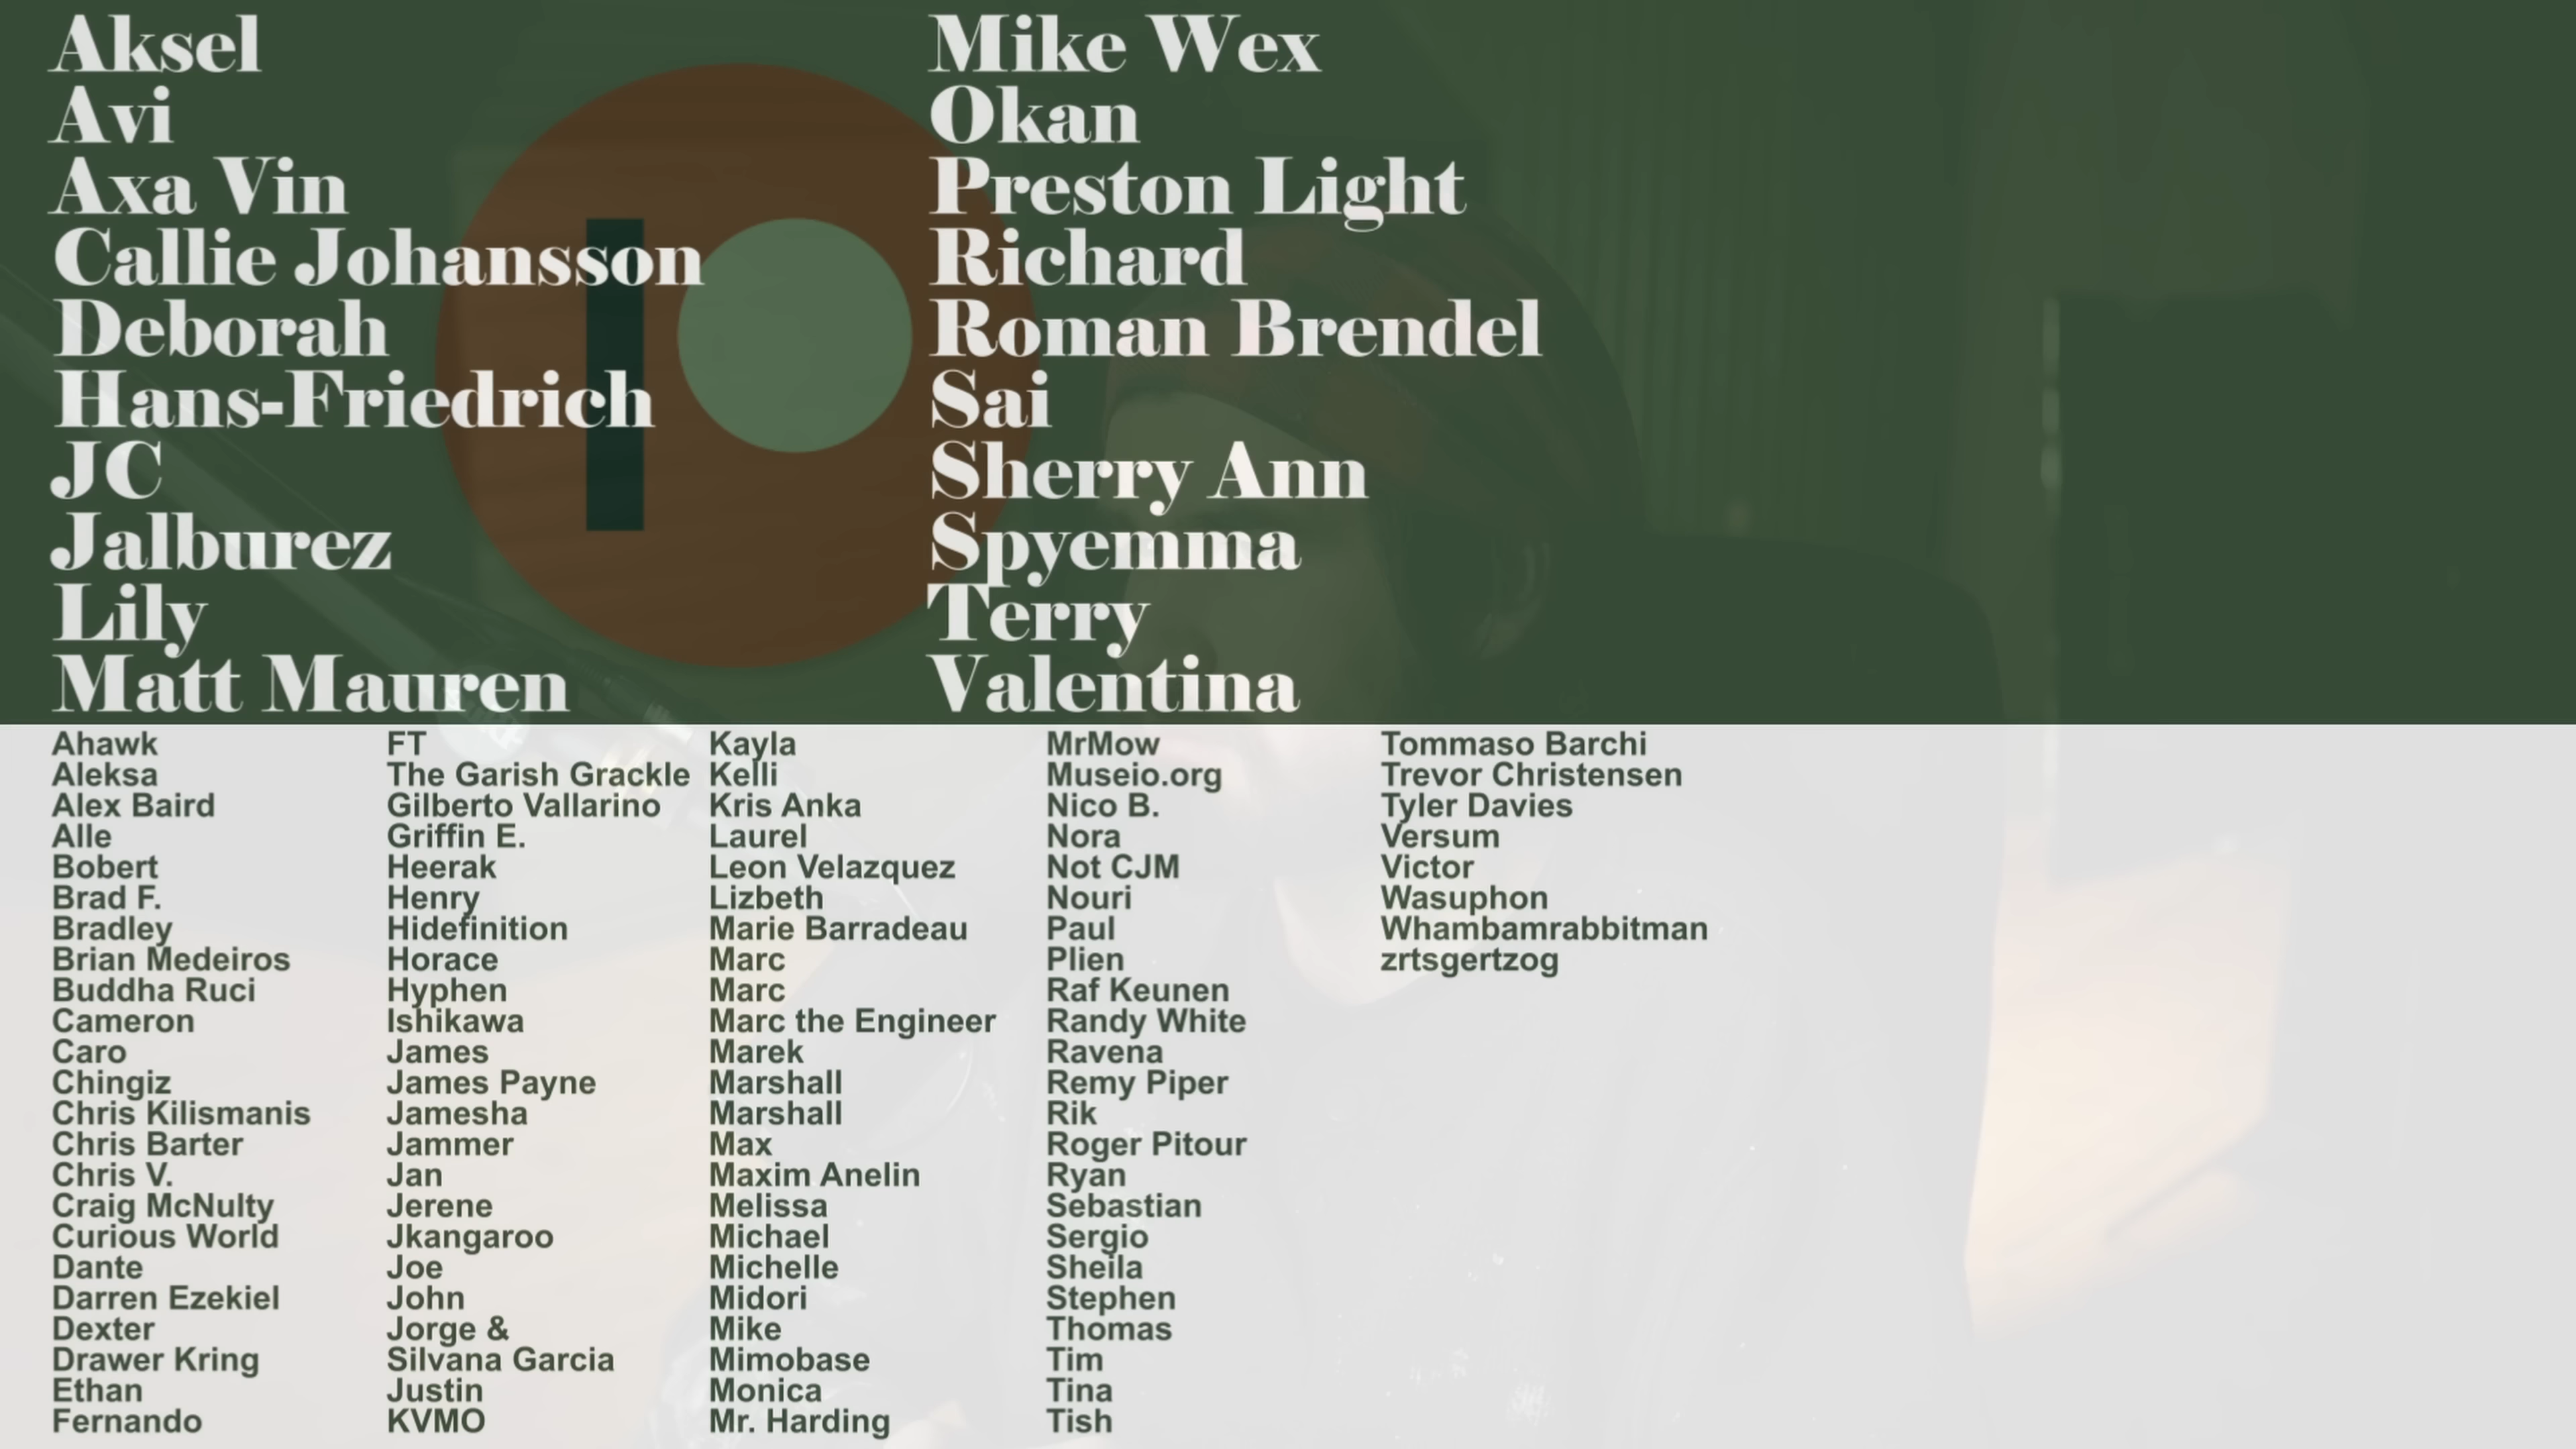 Aksel
Avi
Axa Vin
Callie Johansson
Deborah
Hans-Friedrich
JC
Jalburez
Lily
Matt Mauren
Mike Wex
Okan
Preston Light
Richard
Roman Brendel
Sai
Sherry Ann
Spyemma
Terry
Valentina
Ahawk
Aleksa
Alex Baird
Alle
Bobert
Brad F.
Bradley
Brian Medeiros
Buddha Ruci
Cameron
Caro
Chingiz
Chris Kilismanis
Chris Barter
Chris V.
Craig McNulty
Curious World
Dante
Darren Ezekiel
Dexter
Drawer Kring
Ethan
Fernando
FT
The Garish Grackle
Gilberto Vallarino
Griffin E.
Heerak
Henry
Hidefinition
Horace
Hyphen
Ishikawa
James
James Payne
Jamesha
Jammer
Jan
Jerene
Jkangaroo
Joe
John
Jorge &
Silvana Garcia
Justin
KVMO
Kayla
Kelli
Kris Anka
Laurel
Leon Velazquez
Lizbeth
Marie Barradeau
Marc
Marc
Marc the Engineer
Marek
Marshall
Marshall
Max
Maxim Anelin
Melissa
Michael
Michelle
Midori
Mike
Mimobase
Monica
Mr. Harding
MrMow
Museio.org
Nico B.
Nora
Not CJM
Nouri
Paul
Plien
Raf Keunen
Randy White
Ravena
Remy Piper
Rik
Roger Pitour
Ryan
Sebastian
Sergio
Sheila
Stephen
Thomas
Tim
Tina
Tish
Tommaso Barchi
Trevor Christensen
Tyler Davies
Versum
Victor
Wasuphon
Whambamrabbitman
zrtsgertzog